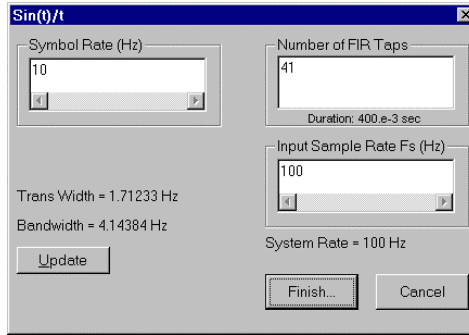 Sin(t)/t
Symbol Rate (Hz)
10
Number of FIR Taps
41
Duration: 400.e-3 sec
Input Sample Rate Fs (Hz)
100
Trans Width = 1.71233 Hz
Bandwidth = 4.14384 Hz
System Rate = 100 Hz
Update
Finish...
Cancel